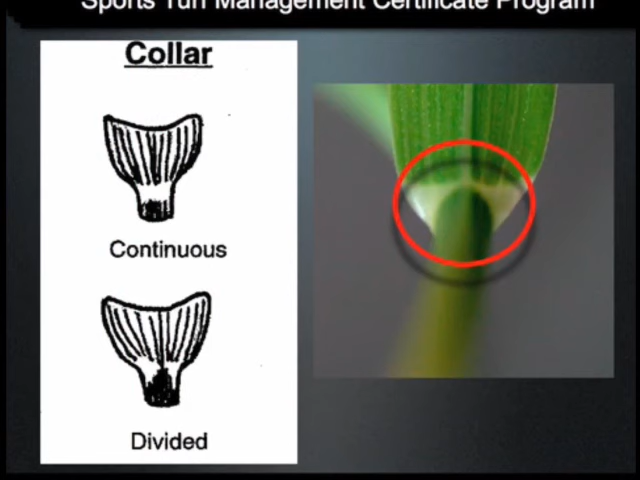 Sports Turf Management Certificate Program
Collar
Continuous
Divided